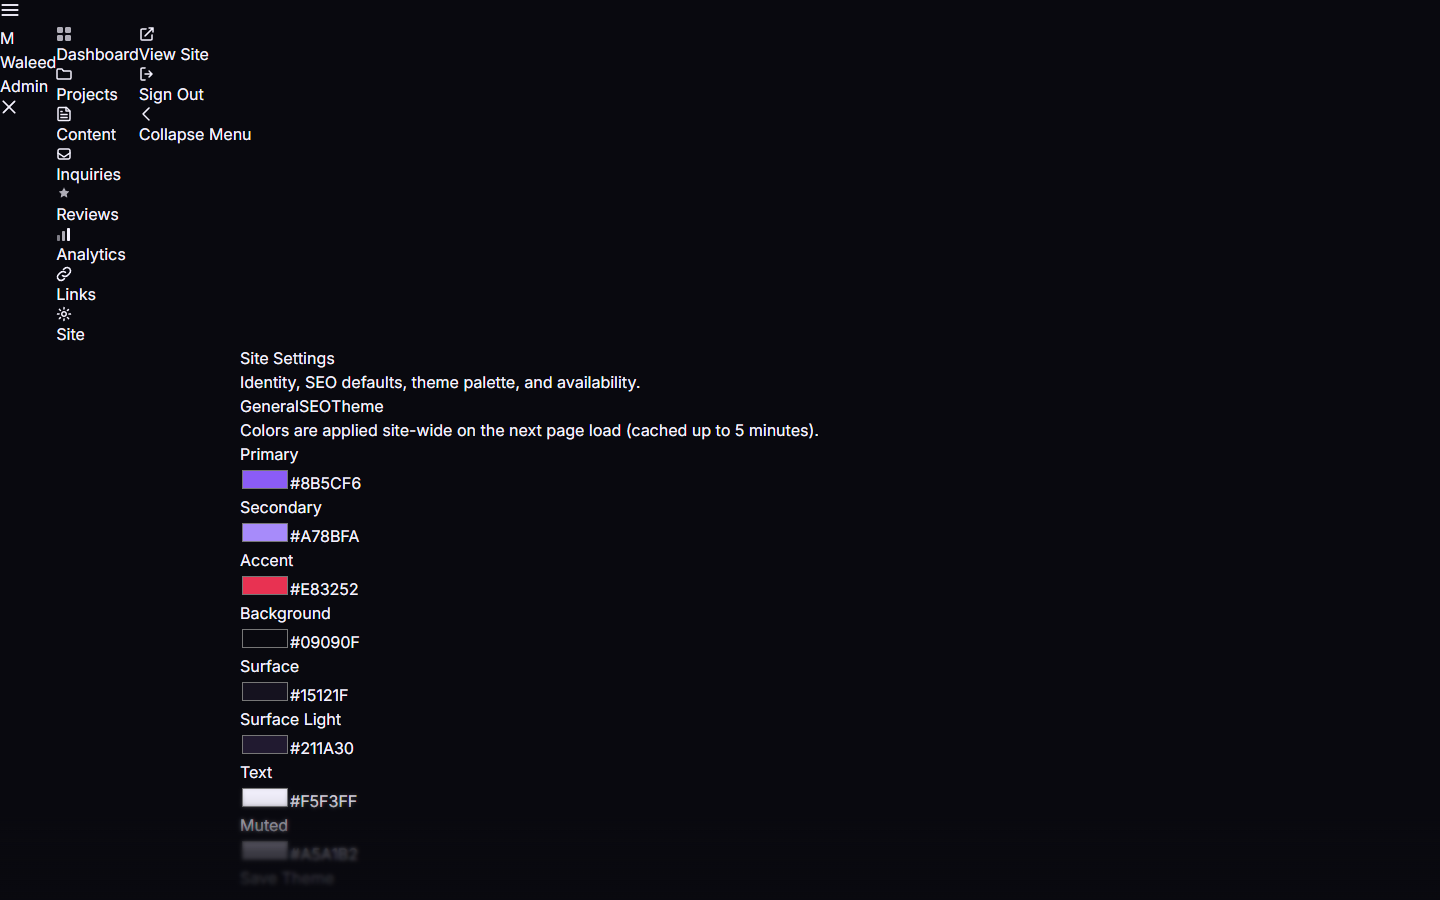 M
Waleed
Admin
Dashboard
Projects
Content
Inquiries
Reviews
Analytics
Links
Site
View Site
Sign Out
Collapse Menu
Site Settings
Identity, SEO defaults, theme palette, and availability.
GeneralSEOTheme
Colors are applied site-wide on the next page load (cached up to 5 minutes).
Primary
#8B5CF6
Secondary
#A78BFA
Accent
#E83252
Background
#09090F
Surface
#15121F
Surface Light
#211A30
Text
#F5F3FF
Muted
#A5A1B2
Save Theme